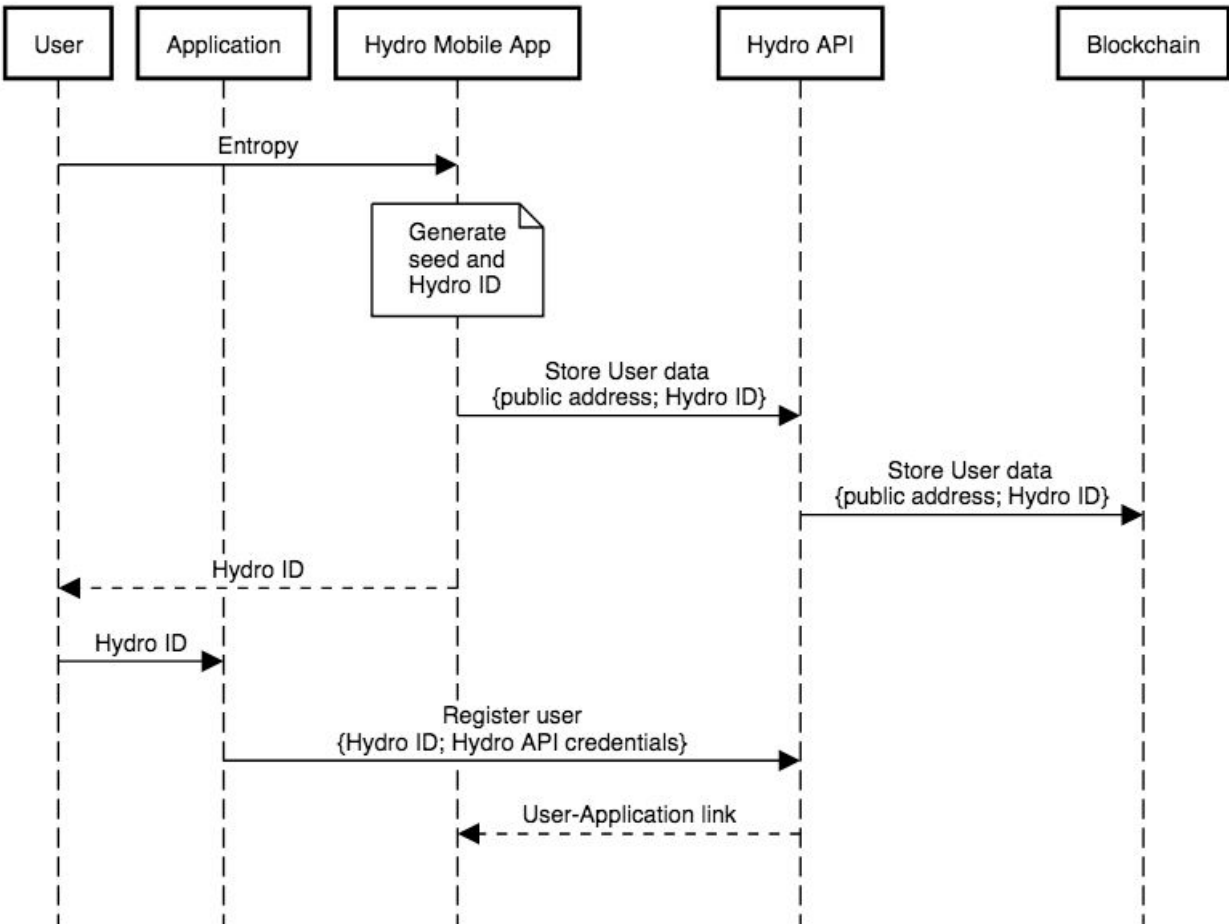 User
Application
Hydro Mobile App
Hydro API
Blockchain
Entropy
Generate
seed and
Hydro ID
Store User data
{public address; Hydro ID}
Store User data
{public address; Hydro ID}
Hydro ID
Hydro ID
Register user
{Hydro ID; Hydro API credentials}
User-Application link